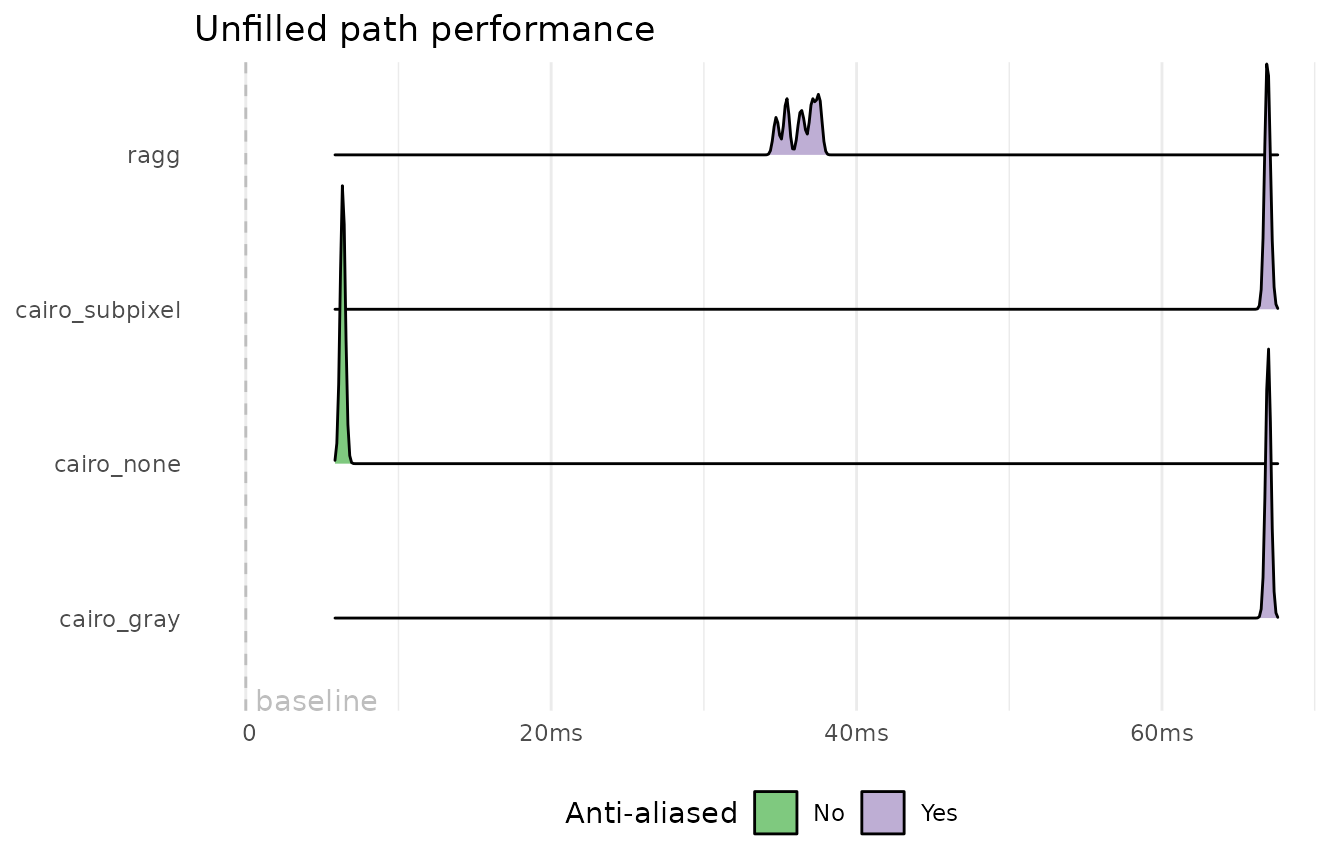 Unfilled path performance
ragg
cairo_subpixel
cairo_none
cairo_gray
baseline
0 20ms 40ms 60ms
Anti-aliased No Yes